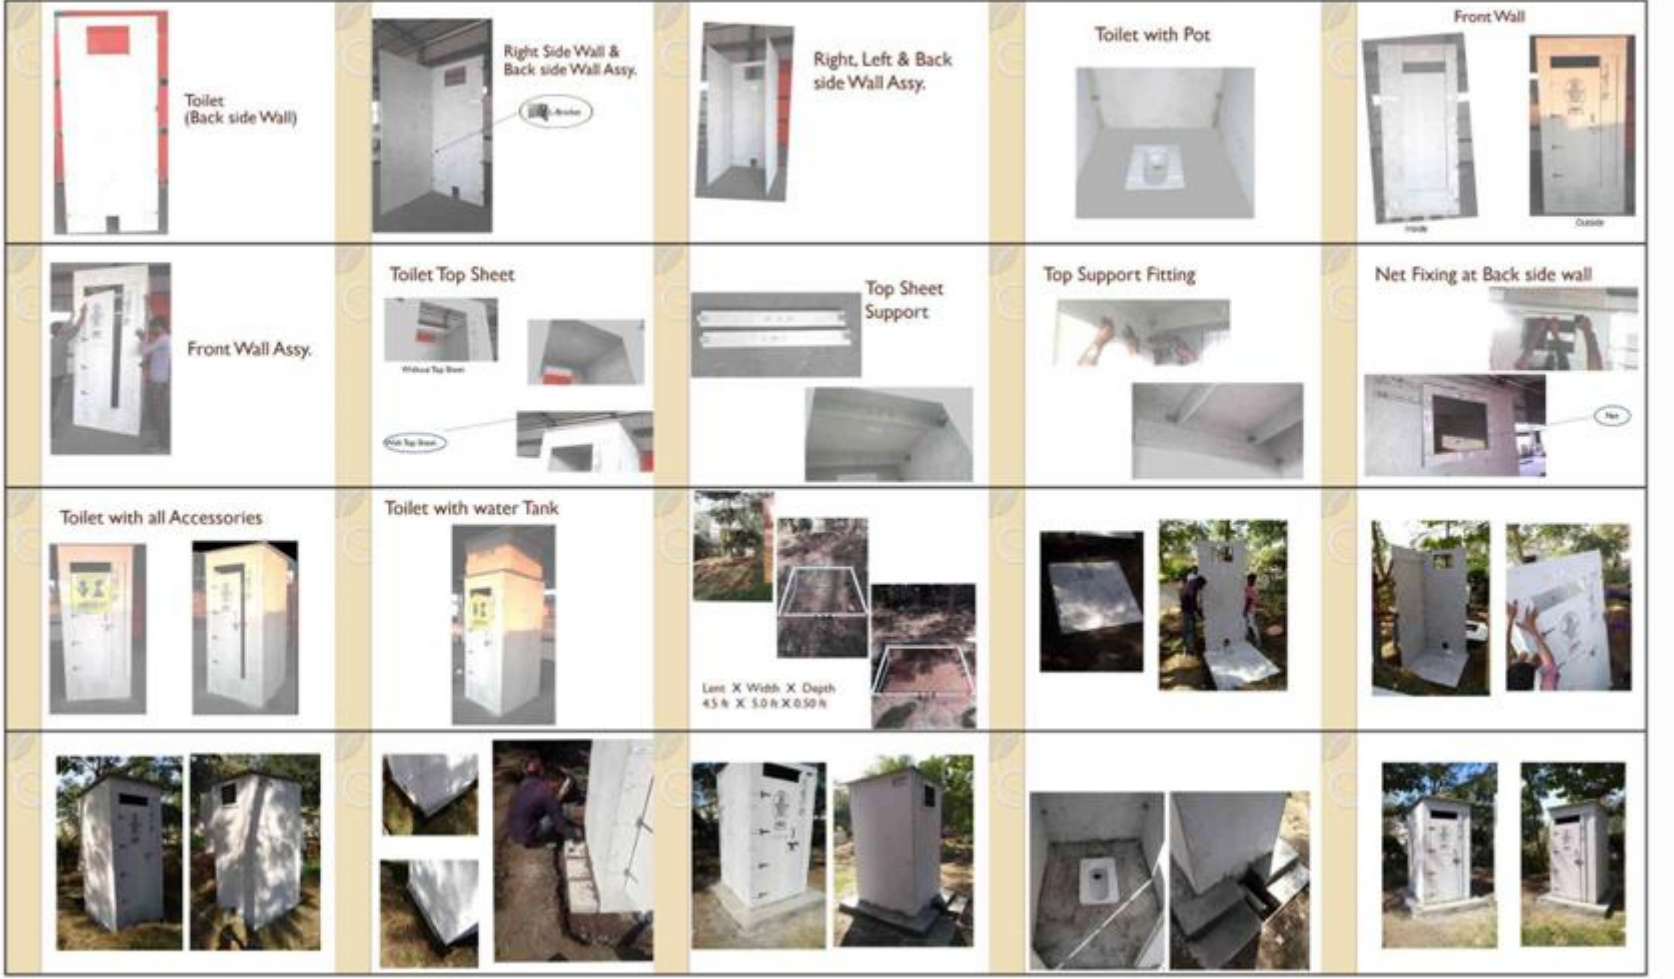 Toilet
(Back side Wall)
Right Side Wall &
Back side Wall Assy.
L-Bracket
Right, Left & Back
side Wall Assy.
Toilet with Pot
Front Wall
Inside
Outside
Front Wall Assy.
Toilet Top Sheet
Without Top Sheet
With Top Sheet
Top Sheet
Support
Top Support Fitting
Net Fixing at Back side wall
Net
Toilet with all Accessories
Toilet with water Tank
Lent X Width X Depth
4.5 ft X 5.0 ft X 0.50 ft